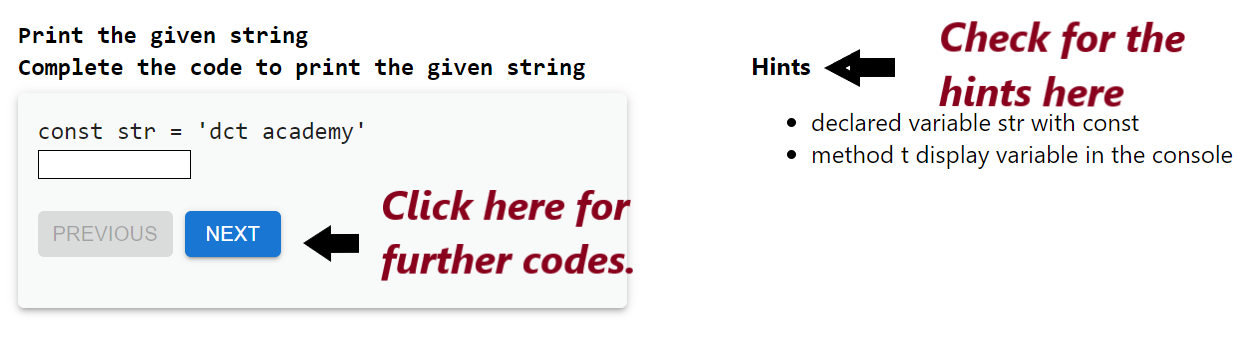 Print the given string
Complete the code to print the given string
const str = 'dct academy'
PREVIOUS
NEXT
Click here for
further codes.
Hints
Check for the
hints here
declared variable str with const
method t display variable in the console